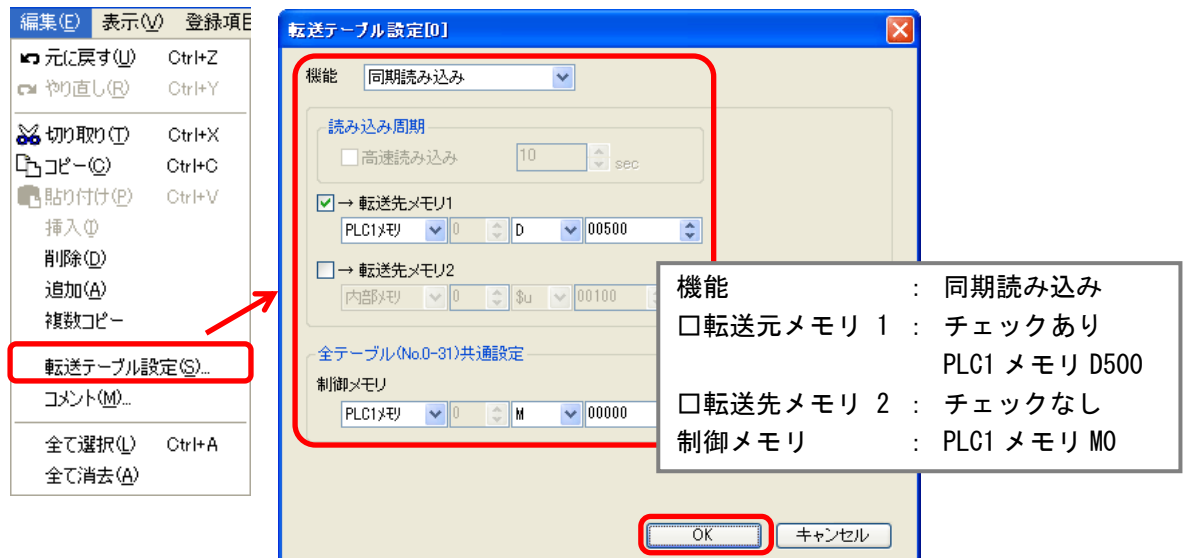 編集(E) 表示(V) 登録項目
元に戻す(U) Ctrl+Z
やり直し(R) Ctrl+Y
切り取り(T) Ctrl+X
コピー(C) Ctrl+C
貼り付け(P) Ctrl+V
挿入(I)
削除(D)
追加(A)
複数コピー
転送テーブル設定(S)...
コメント(M)...
全て選択(L) Ctrl+A
全て消去(A)
転送テーブル設定[0]
機能 同期読み込み
読み込み周期
高速読み込み 10 sec
→ 転送先メモリ1
PLC1メモリ 0 D 00500
→ 転送先メモリ2
内部メモリ 0 $u 00100
全テーブル(No.0-31)共通設定
制御メモリ
PLC1メモリ 0 M 00000
OK キャンセル
機能 : 同期読み込み
□転送元メモリ 1 : チェックあり
PLC1 メモリ D500
□転送先メモリ 2 : チェックなし
制御メモリ : PLC1 メモリ M0